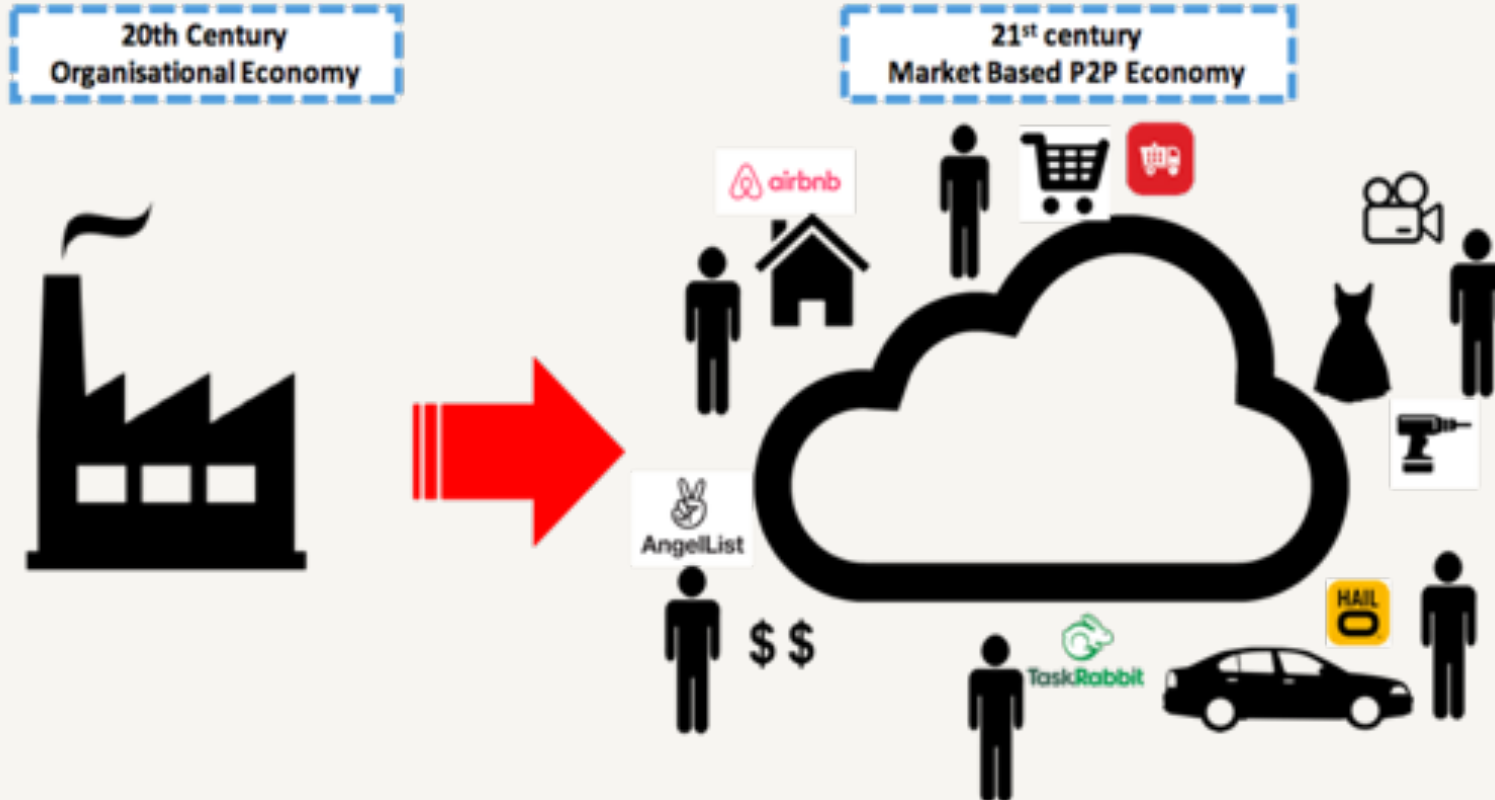 20th Century
Organisational Economy
21st century
Market Based P2P Economy
airbnb
AngelList
$ $
HAIL
O
TaskRabbit